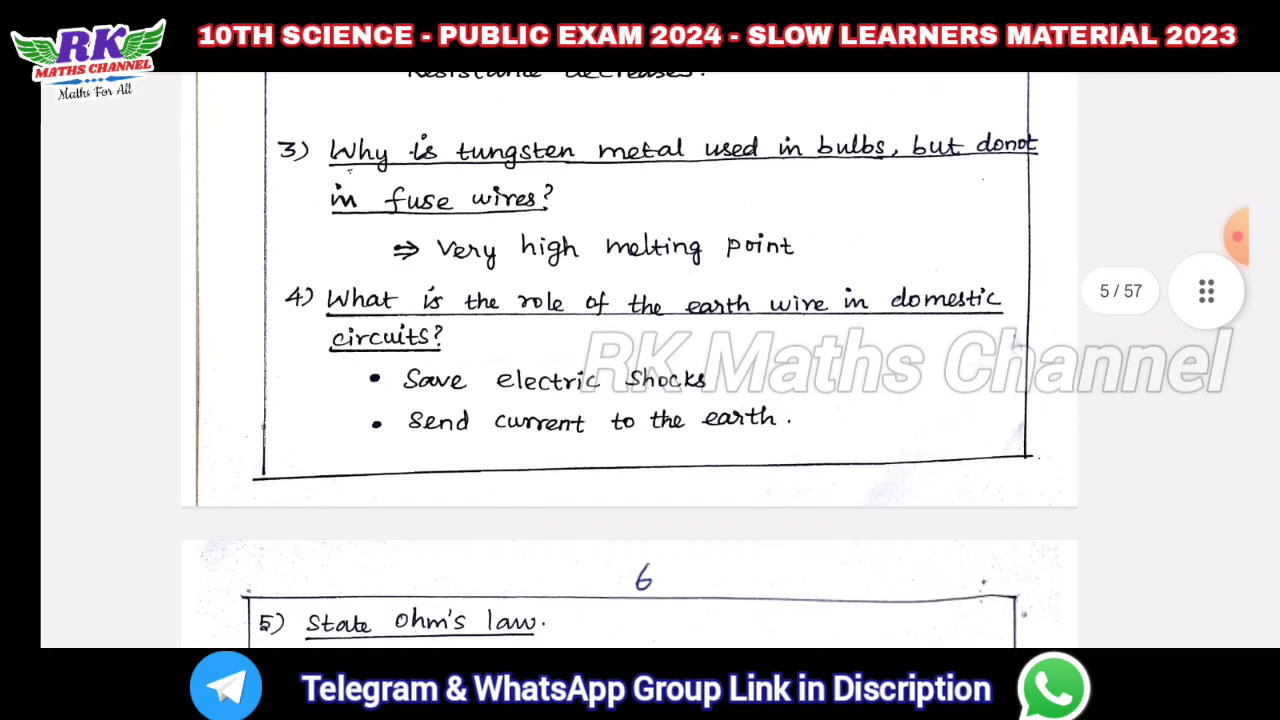 10TH SCIENCE - PUBLIC EXAM 2024 - SLOW LEARNERS MATERIAL 2023
RK
MATHS CHANNEL
Maths For All
Resistance decreases.
3) Why is tungsten metal used in bulbs, but donot
in fuse wires?
⇒ Very high melting point
4) What is the role of the earth wire in domestic
circuits?
• Save electric shocks
• Send current to the earth.
5 / 57
RK Maths Channel
6
5) State Ohm's law.
Telegram & WhatsApp Group Link in Discription